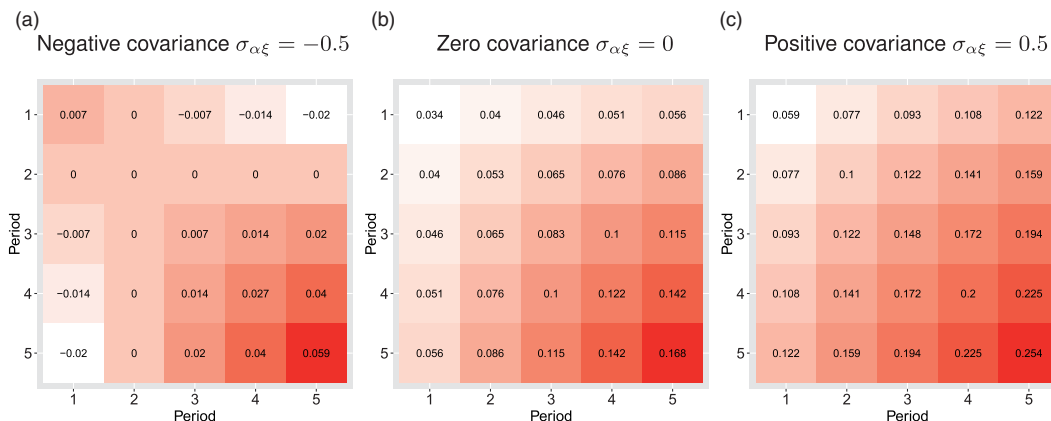 (a)
Negative covariance σ_αξ = −0.5
Period
1 0.007 0 −0.007 −0.014 −0.02
2 0 0 0 0 0
3 −0.007 0 0.007 0.014 0.02
4 −0.014 0 0.014 0.027 0.04
5 −0.02 0 0.02 0.04 0.059
1 2 3 4 5
Period
(b)
Zero covariance σ_αξ = 0
Period
1 0.034 0.04 0.046 0.051 0.056
2 0.04 0.053 0.065 0.076 0.086
3 0.046 0.065 0.083 0.1 0.115
4 0.051 0.076 0.1 0.122 0.142
5 0.056 0.086 0.115 0.142 0.168
1 2 3 4 5
Period
(c)
Positive covariance σ_αξ = 0.5
Period
1 0.059 0.077 0.093 0.108 0.122
2 0.077 0.1 0.122 0.141 0.159
3 0.093 0.122 0.148 0.172 0.194
4 0.108 0.141 0.172 0.2 0.225
5 0.122 0.159 0.194 0.225 0.254
1 2 3 4 5
Period